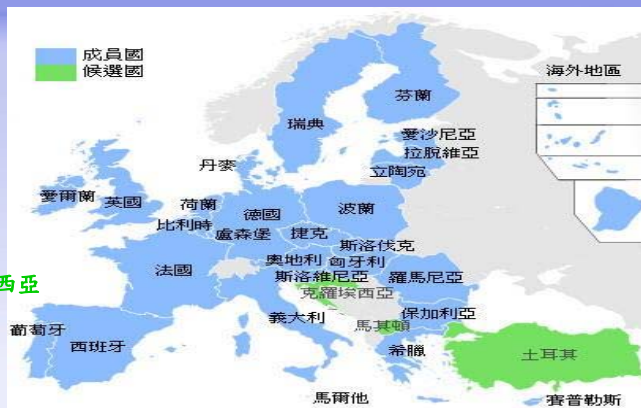 成員國
候選國
海外地區
芬蘭
瑞典
愛沙尼亞
拉脫維亞
丹麥
立陶宛
愛爾蘭
英國
荷蘭
德國
波蘭
比利時
盧森堡
捷克
斯洛伐克
法國
奧地利
匈牙利
西亞
斯洛維尼亞
羅馬尼亞
克羅埃西亞
義大利
保加利亞
葡萄牙
西班牙
馬其頓
希臘
土耳其
馬爾他
賽普勒斯